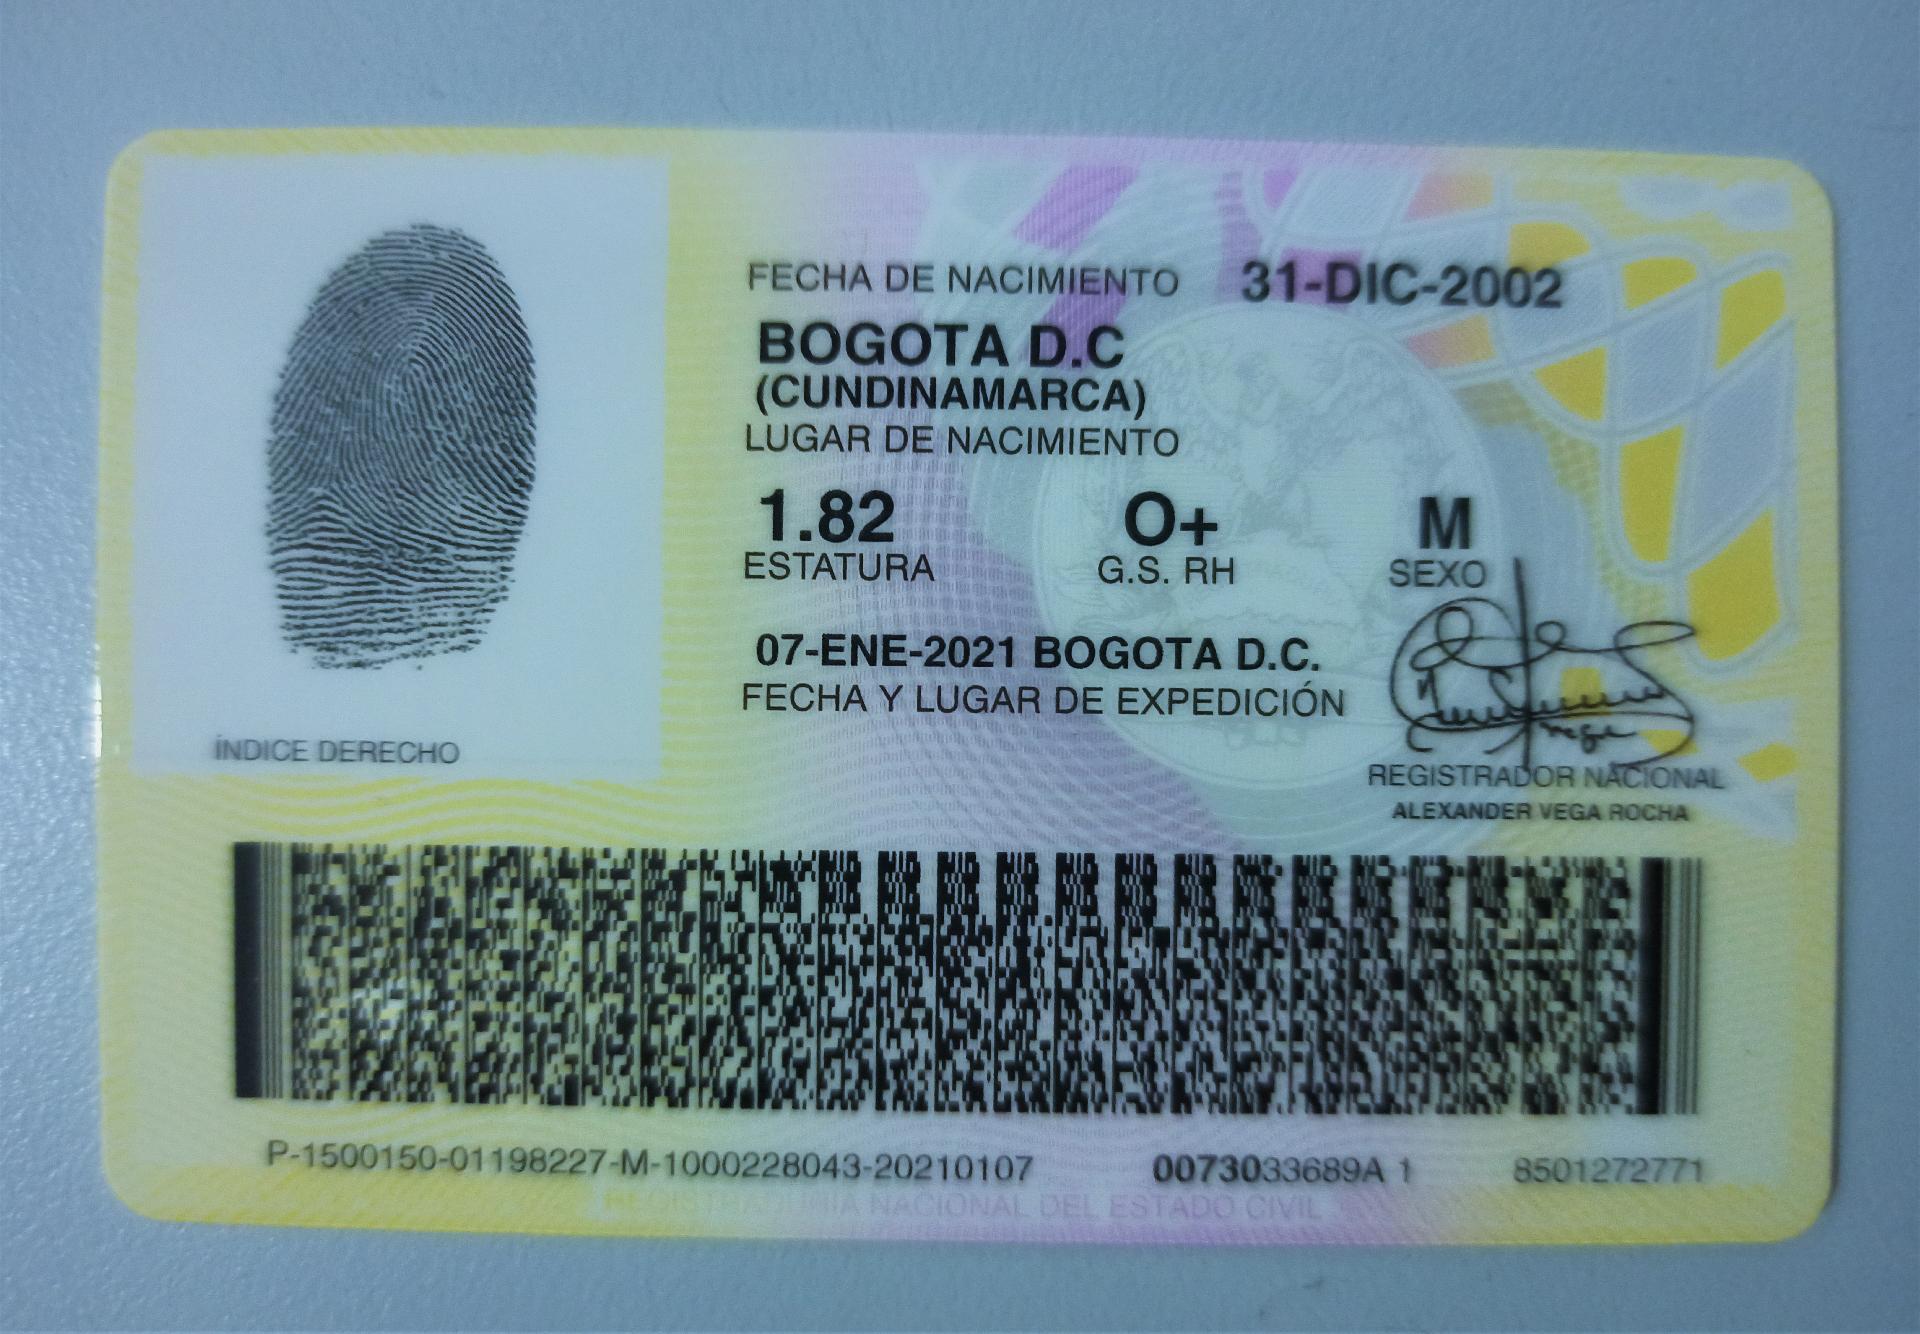 FECHA DE NACIMIENTO 31-DIC-2002
BOGOTA D.C
(CUNDINAMARCA)
LUGAR DE NACIMIENTO
1.82 O+ M
ESTATURA G.S. RH SEXO
07-ENE-2021 BOGOTA D.C.
FECHA Y LUGAR DE EXPEDICIÓN
ÍNDICE DERECHO
REGISTRADOR NACIONAL
ALEXANDER VEGA ROCHA
P-1500150-01198227-M-1000228043-20210107 0073033689A 1 8501272771
REGISTRADURIA NACIONAL DEL ESTADO CIVIL